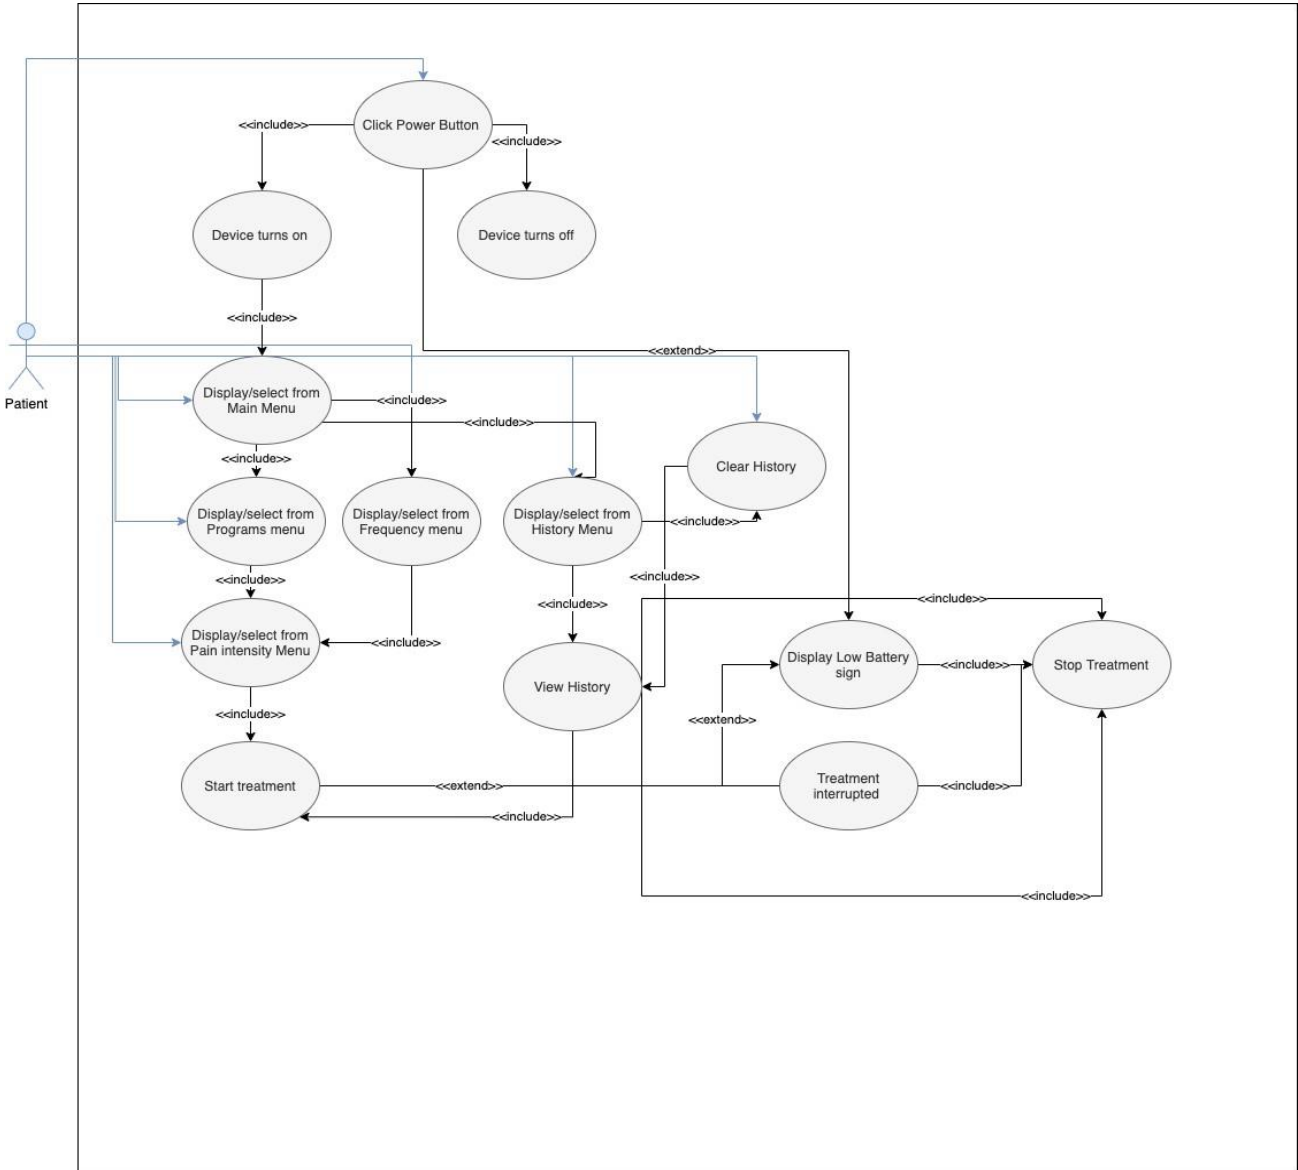 <<include>>
Click Power Button
<<include>>
Device turns on
Device turns off
<<include>>
<<extend>>
Patient
Display/select from
Main Menu
<<include>>
<<include>>
<<include>>
Clear History
Display/select from
Programs menu
Display/select from
Frequency menu
Display/select from
History Menu
<<include>>
<<include>>
<<include>>
<<include>>
<<include>>
Display/select from
Pain intensity Menu
<<include>>
View History
Display Low Battery
sign
<<include>>
Stop Treatment
<<include>>
<<extend>>
Start treatment
<<extend>>
Treatment
interrupted
<<include>>
<<include>>
<<include>>